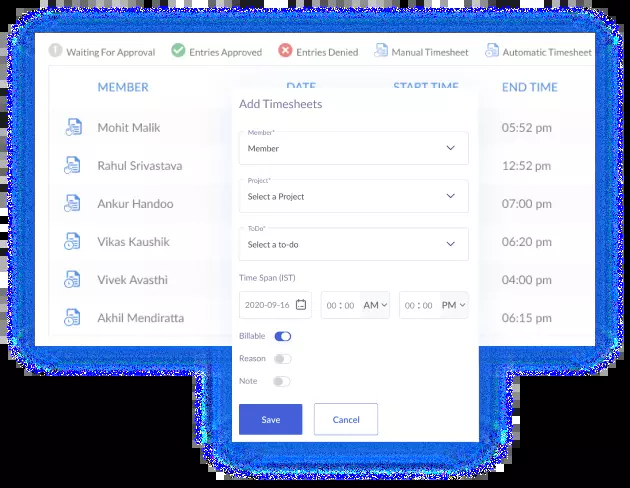 Waiting For Approval Entries Approved Entries Denied Manual Timesheet Automatic Timesheet
MEMBER DATE START TIME END TIME
Mohit Malik 05:52 pm
Rahul Srivastava 12:52 pm
Ankur Handoo 07:00 pm
Vikas Kaushik 06:20 pm
Vivek Avasthi 04:00 pm
Akhil Mendiratta 06:15 pm
Add Timesheets
Member*
Member
Project*
Select a Project
ToDo*
Select a to-do
Time Span (IST)
2020-09-16 00 : 00 AM 00 : 00 PM
Billable
Reason
Note
Save Cancel